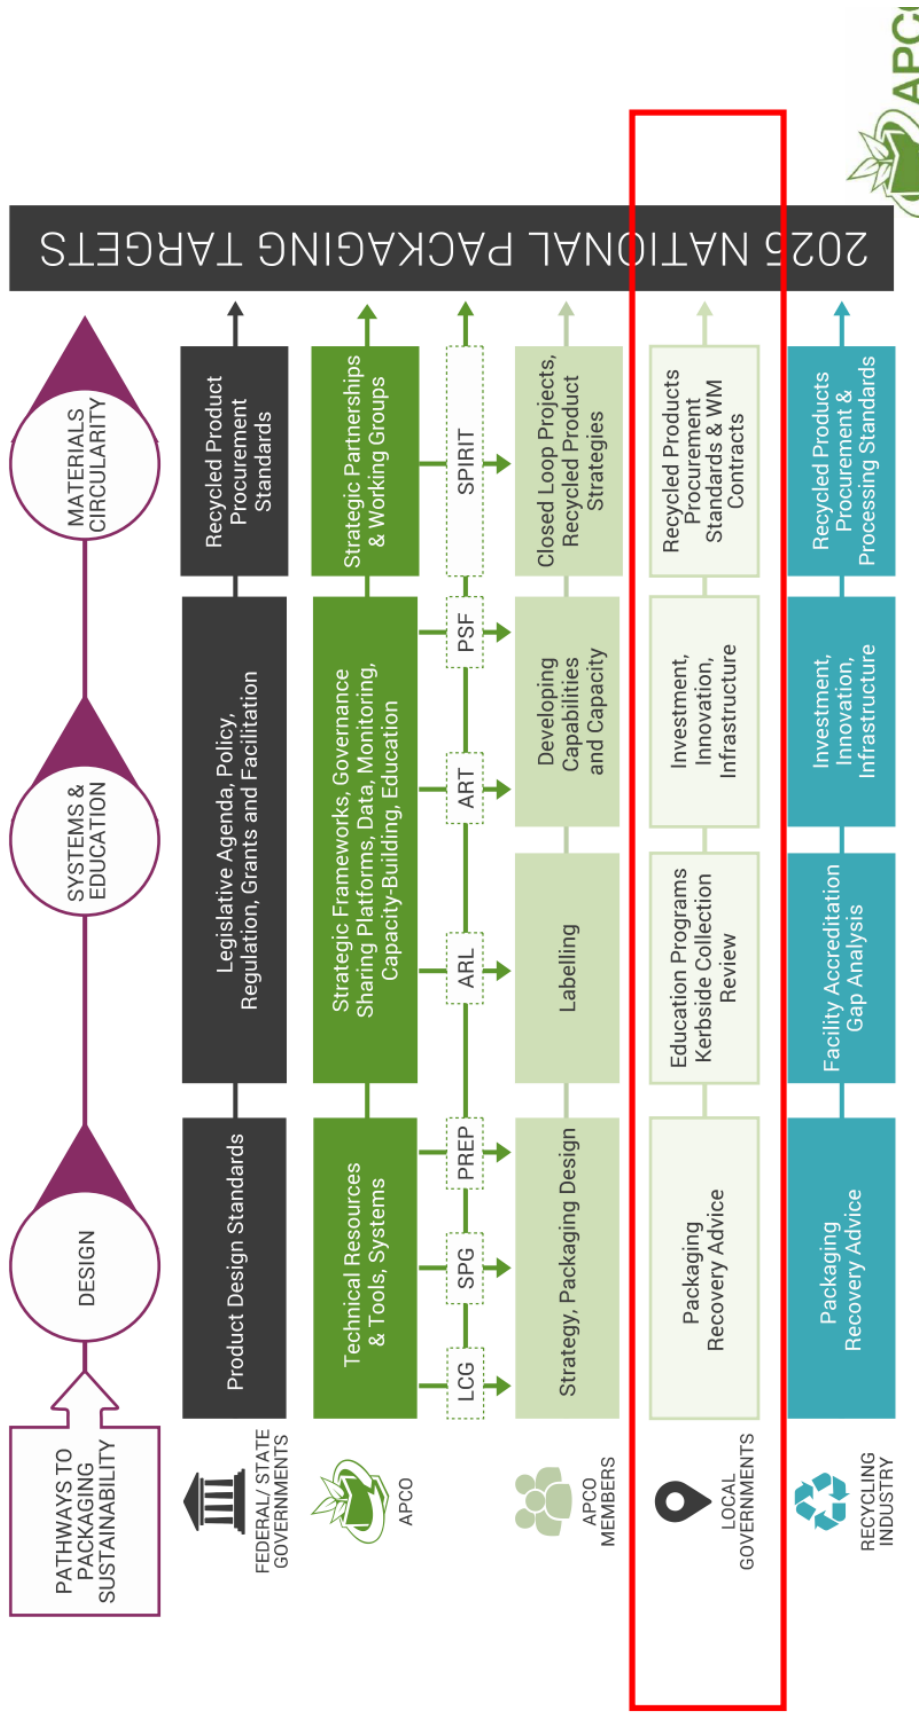 PATHWAYS TO
PACKAGING
SUSTAINABILITY
DESIGN
SYSTEMS &
EDUCATION
MATERIALS
CIRCULARITY
FEDERAL/ STATE
GOVERNMENTS
Product Design Standards
Legislative Agenda, Policy,
Regulation, Grants and Facilitation
Recycled Product
Procurement
Standards
APCO
Technical Resources
& Tools, Systems
Strategic Frameworks, Governance
Sharing Platforms, Data, Monitoring,
Capacity-Building, Education
Strategic Partnerships
& Working Groups
LCG
SPG
PREP
ARL
ART
PSF
SPIRIT
APCO
MEMBERS
Strategy, Packaging Design
Labelling
Developing
Capabilities
and Capacity
Closed Loop Projects,
Recycled Product
Strategies
LOCAL
GOVERNMENTS
Packaging
Recovery Advice
Education Programs
Kerbside Collection
Review
Investment,
Innovation,
Infrastructure
Recycled Products
Procurement
Standards & WM
Contracts
RECYCLING
INDUSTRY
Packaging
Recovery Advice
Facility Accreditation
Gap Analysis
Investment,
Innovation,
Infrastructure
Recycled Products
Procurement &
Processing Standards
2025 NATIONAL PACKAGING TARGETS
APCO